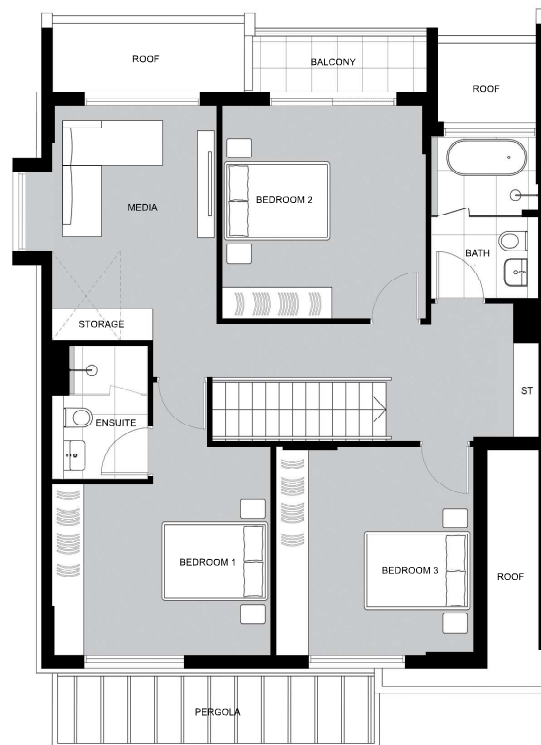 ROOF
BALCONY
ROOF
MEDIA
BEDROOM 2
BATH
STORAGE
ST
ENSUITE
BEDROOM 1
BEDROOM 3
ROOF
PERGOLA